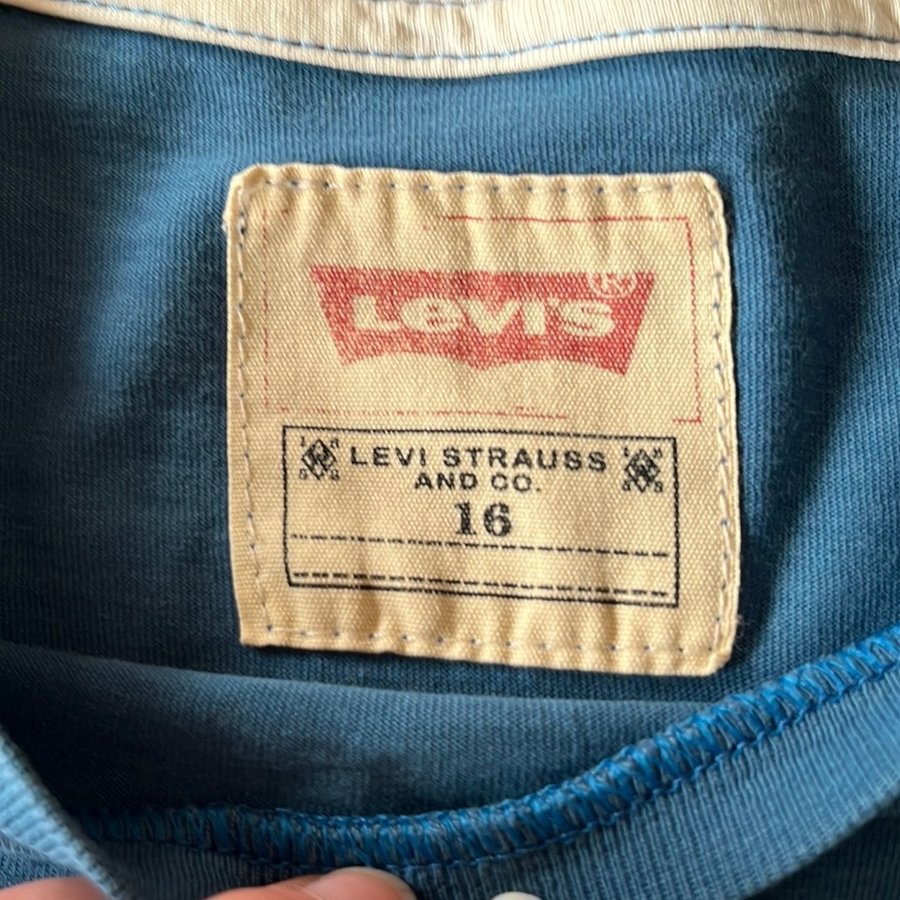 Levi's®
LEVI STRAUSS
AND CO.
16